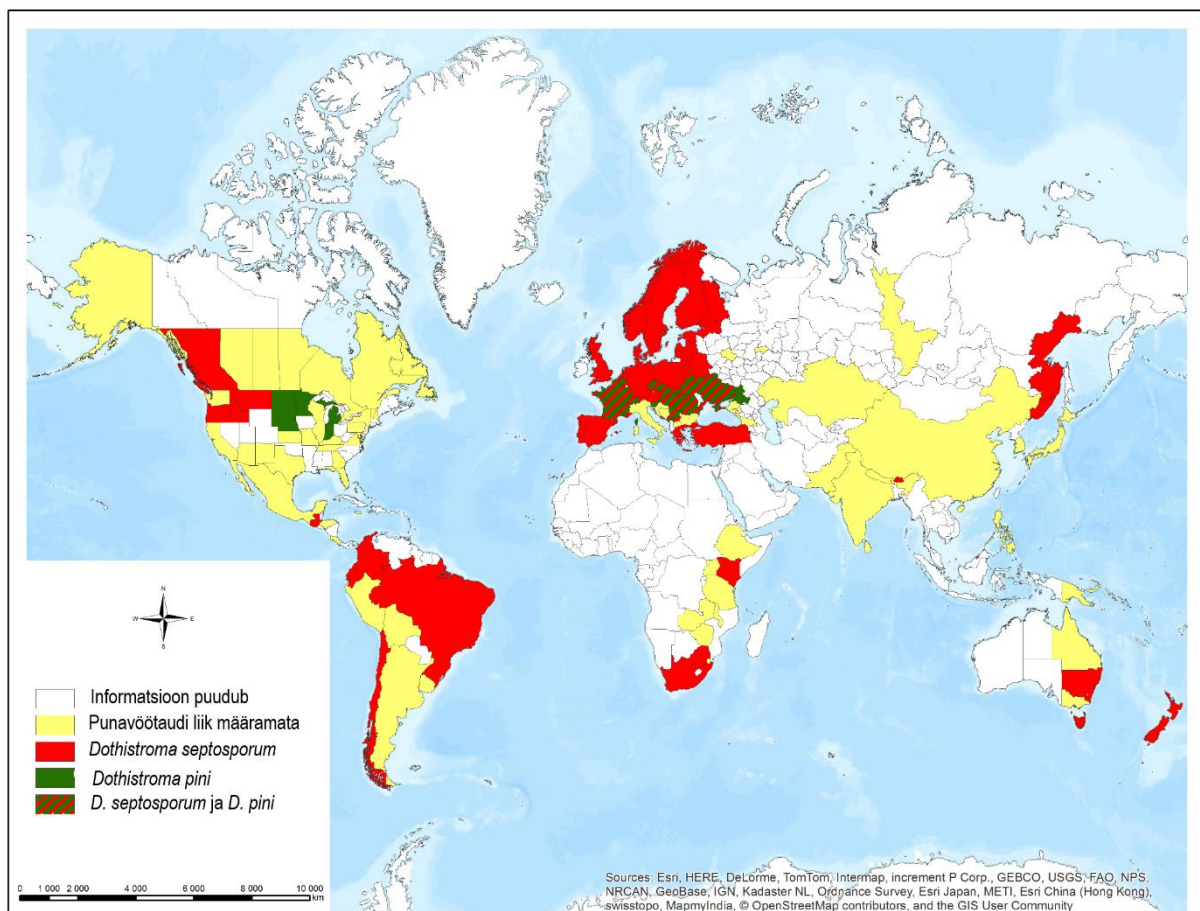 N
W E
S
Informatsioon puudub
Punavöötaudi liik määramata
Dothistroma septosporum
Dothistroma pini
D. septosporum ja D. pini
0 1 000 2 000 4 000 6 000 8 000 10 000
km
Sources: Esri, HERE, DeLorme, TomTom, Intermap, increment P Corp., GEBCO, USGS, FAO, NPS,
NRCAN, GeoBase, IGN, Kadaster NL, Ordnance Survey, Esri Japan, METI, Esri China (Hong Kong),
swisstopo, MapmyIndia, © OpenStreetMap contributors, and the GIS User Community